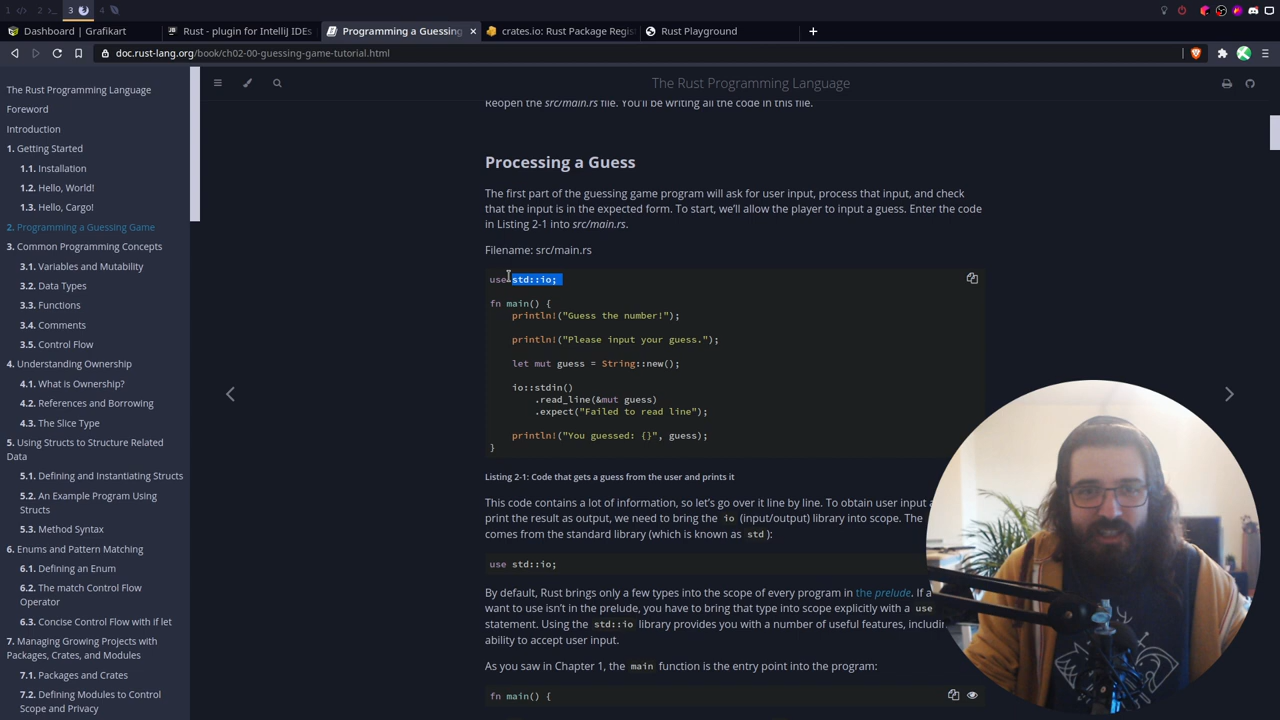 1
2
3
4
Dashboard | Grafikart
Rust - plugin for IntelliJ IDEs
Programming a Guessing
crates.io: Rust Package Regis
Rust Playground
doc.rust-lang.org/book/ch02-00-guessing-game-tutorial.html
The Rust Programming Language
Foreword
Introduction
1. Getting Started
1.1. Installation
1.2. Hello, World!
1.3. Hello, Cargo!
2. Programming a Guessing Game
3. Common Programming Concepts
3.1. Variables and Mutability
3.2. Data Types
3.3. Functions
3.4. Comments
3.5. Control Flow
4. Understanding Ownership
4.1. What is Ownership?
4.2. References and Borrowing
4.3. The Slice Type
5. Using Structs to Structure Related
Data
5.1. Defining and Instantiating Structs
5.2. An Example Program Using
Structs
5.3. Method Syntax
6. Enums and Pattern Matching
6.1. Defining an Enum
6.2. The match Control Flow
Operator
6.3. Concise Control Flow with if let
7. Managing Growing Projects with
Packages, Crates, and Modules
7.1. Packages and Crates
7.2. Defining Modules to Control
Scope and Privacy
The Rust Programming Language
Reopen the src/main.rs file. You'll be writing all the code in this file.
Processing a Guess
The first part of the guessing game program will ask for user input, process that input, and check
that the input is in the expected form. To start, we'll allow the player to input a guess. Enter the code
in Listing 2-1 into src/main.rs.
Filename: src/main.rs
use std::io;
fn main() {
println!("Guess the number!");
println!("Please input your guess.");
let mut guess = String::new();
io::stdin()
.read_line(&mut guess)
.expect("Failed to read line");
println!("You guessed: {}", guess);
}
Listing 2-1: Code that gets a guess from the user and prints it
This code contains a lot of information, so let's go over it line by line. To obtain user input a
print the result as output, we need to bring the io (input/output) library into scope. The
comes from the standard library (which is known as std):
use std::io;
By default, Rust brings only a few types into the scope of every program in the prelude. If a
want to use isn't in the prelude, you have to bring that type into scope explicitly with a use
statement. Using the std::io library provides you with a number of useful features, includin
ability to accept user input.
As you saw in Chapter 1, the main function is the entry point into the program:
fn main() {